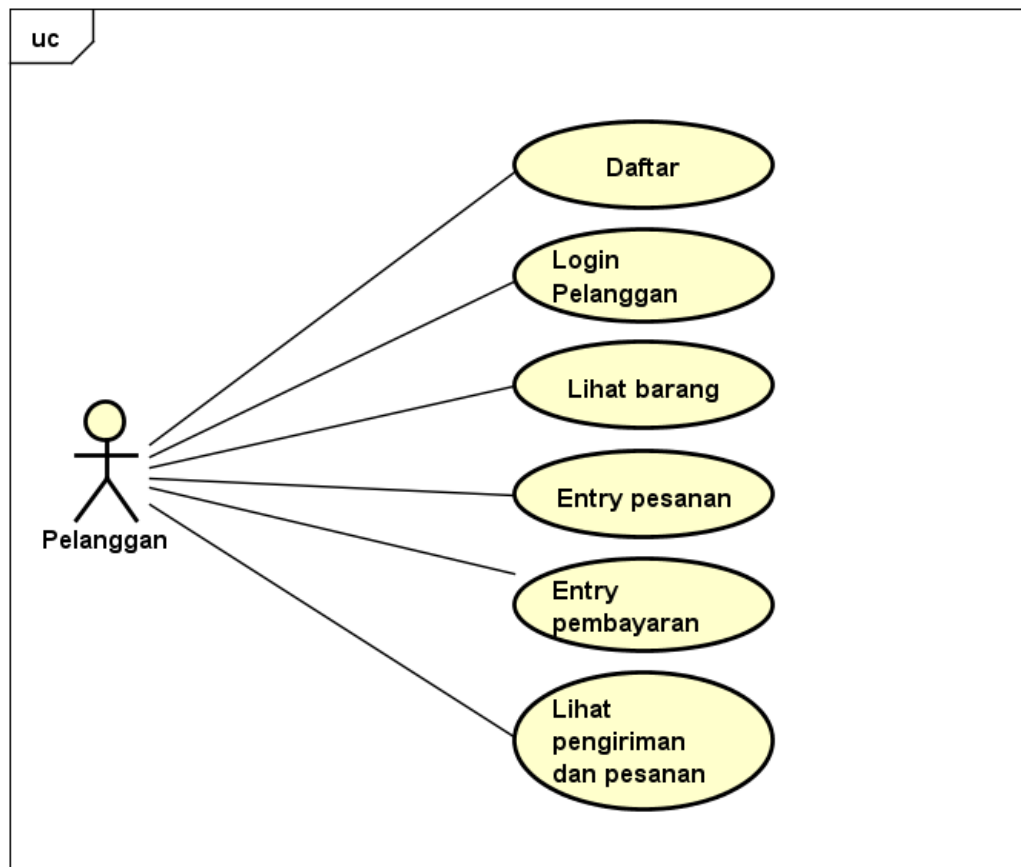 uc
Daftar
Login
Pelanggan
Lihat barang
Entry pesanan
Pelanggan
Entry
pembayaran
Lihat
pengiriman
dan pesanan